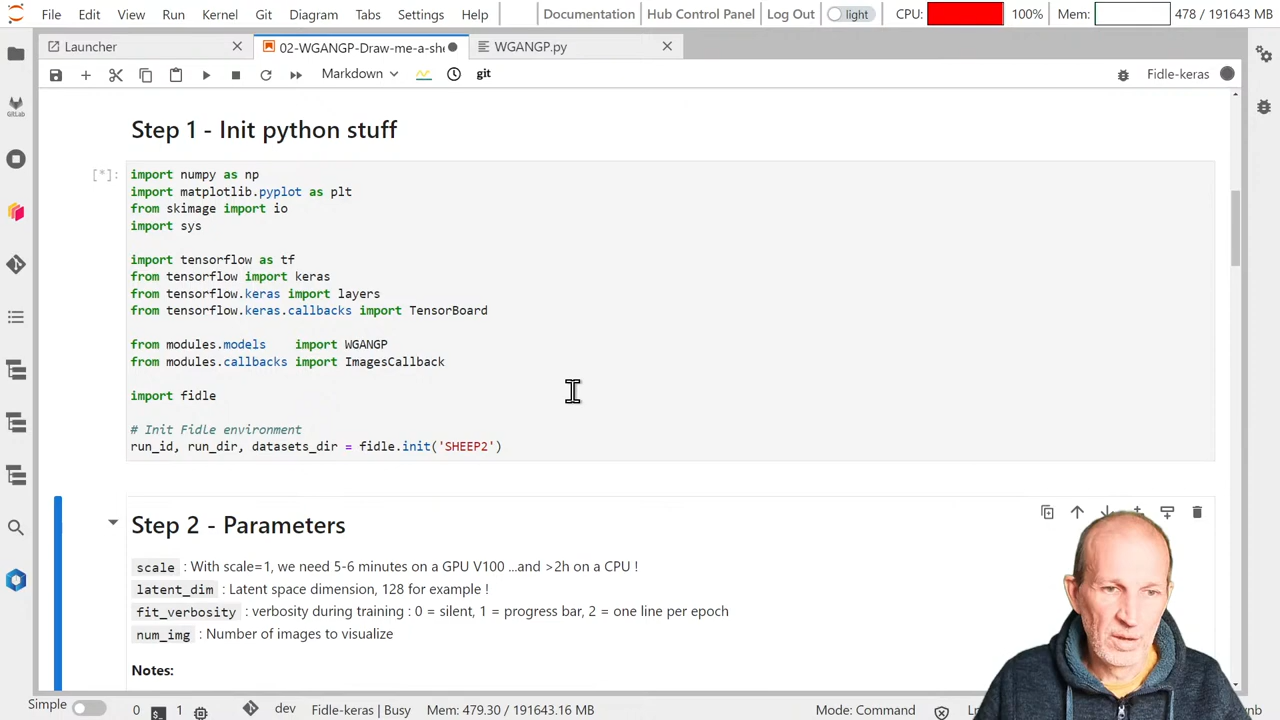 File Edit View Run Kernel Git Diagram Tabs Settings Help Documentation Hub Control Panel Log Out light CPU: 100% Mem: 478 / 191643 MB
Launcher 02-WGANGP-Draw-me-a-she WGANGP.py
Markdown git Fidle-keras
GitLab
Step 1 - Init python stuff
[*]:
import numpy as np
import matplotlib.pyplot as plt
from skimage import io
import sys
import tensorflow as tf
from tensorflow import keras
from tensorflow.keras import layers
from tensorflow.keras.callbacks import TensorBoard
from modules.models    import WGANGP
from modules.callbacks import ImagesCallback
import fidle
# Init Fidle environment
run_id, run_dir, datasets_dir = fidle.init('SHEEP2')
Step 2 - Parameters
scale : With scale=1, we need 5-6 minutes on a GPU V100 ...and >2h on a CPU !
latent_dim : Latent space dimension, 128 for example !
fit_verbosity : verbosity during training : 0 = silent, 1 = progress bar, 2 = one line per epoch
num_img : Number of images to visualize
Notes:
Simple 0 1 dev Fidle-keras | Busy Mem: 479.30 / 191643.16 MB Mode: Command